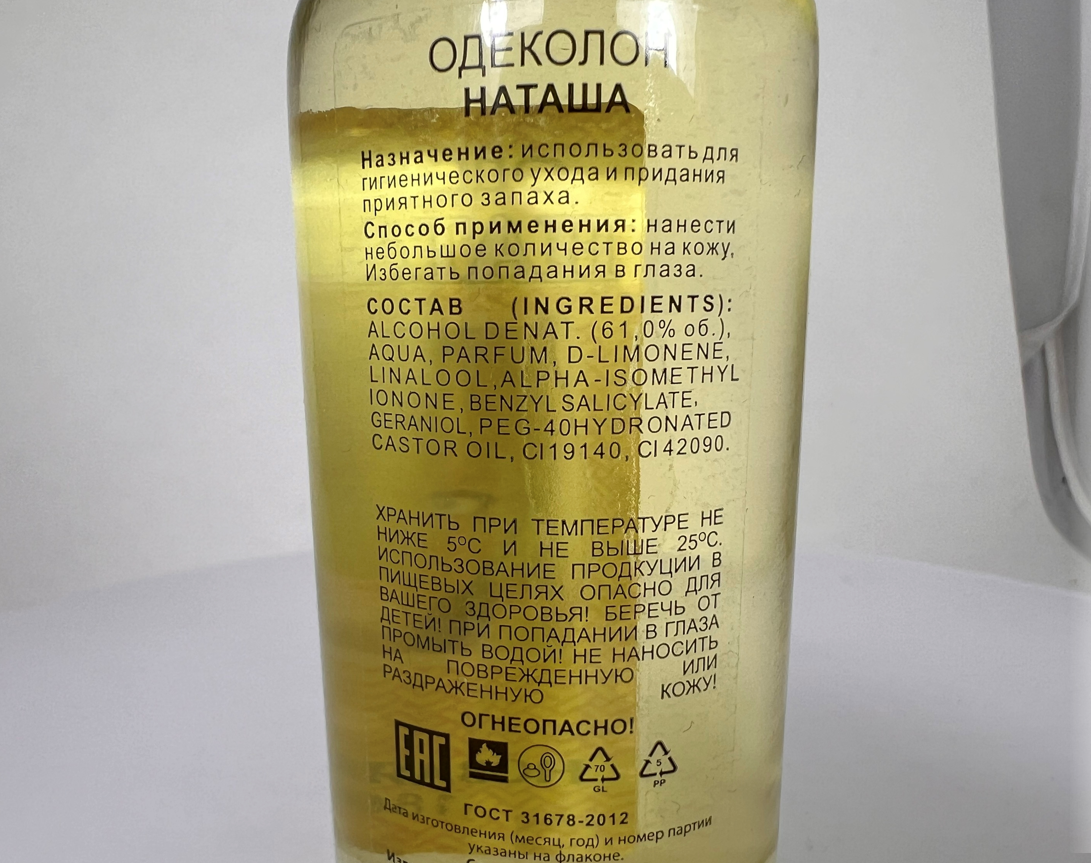 ОДЕКОЛОН
НАТАША
Назначение: использовать для
гигиенического ухода и придания
приятного запаха.
Способ применения: нанести
небольшое количество на кожу,
Избегать попадания в глаза.
СОСТАВ (INGREDIENTS):
ALCOHOL DENAT. (61,0% об.),
AQUA, PARFUM, D-LIMONENE,
LINALOOL, ALPHA-ISOMETHYL
IONONE, BENZYL SALICYLATE,
GERANIOL, PEG-40HYDRONATED
CASTOR OIL, CI19140, CI 42090.
ХРАНИТЬ ПРИ ТЕМПЕРАТУРЕ НЕ
НИЖЕ 5ºС И НЕ ВЫШЕ 25ºС.
ИСПОЛЬЗОВАНИЕ ПРОДКУЦИИ В
ПИЩЕВЫХ ЦЕЛЯХ ОПАСНО ДЛЯ
ВАШЕГО ЗДОРОВЬЯ! БЕРЕЧЬ ОТ
ДЕТЕЙ! ПРИ ПОПАДАНИИ В ГЛАЗА
ПРОМЫТЬ ВОДОЙ! НЕ НАНОСИТЬ
НА ПОВРЕЖДЕННУЮ ИЛИ
РАЗДРАЖЕННУЮ КОЖУ!
ОГНЕОПАСНО!
EAC 70 5
GL PP
ГОСТ 31678-2012
Дата изготовления (месяц, год) и номер партии
указаны на флаконе.